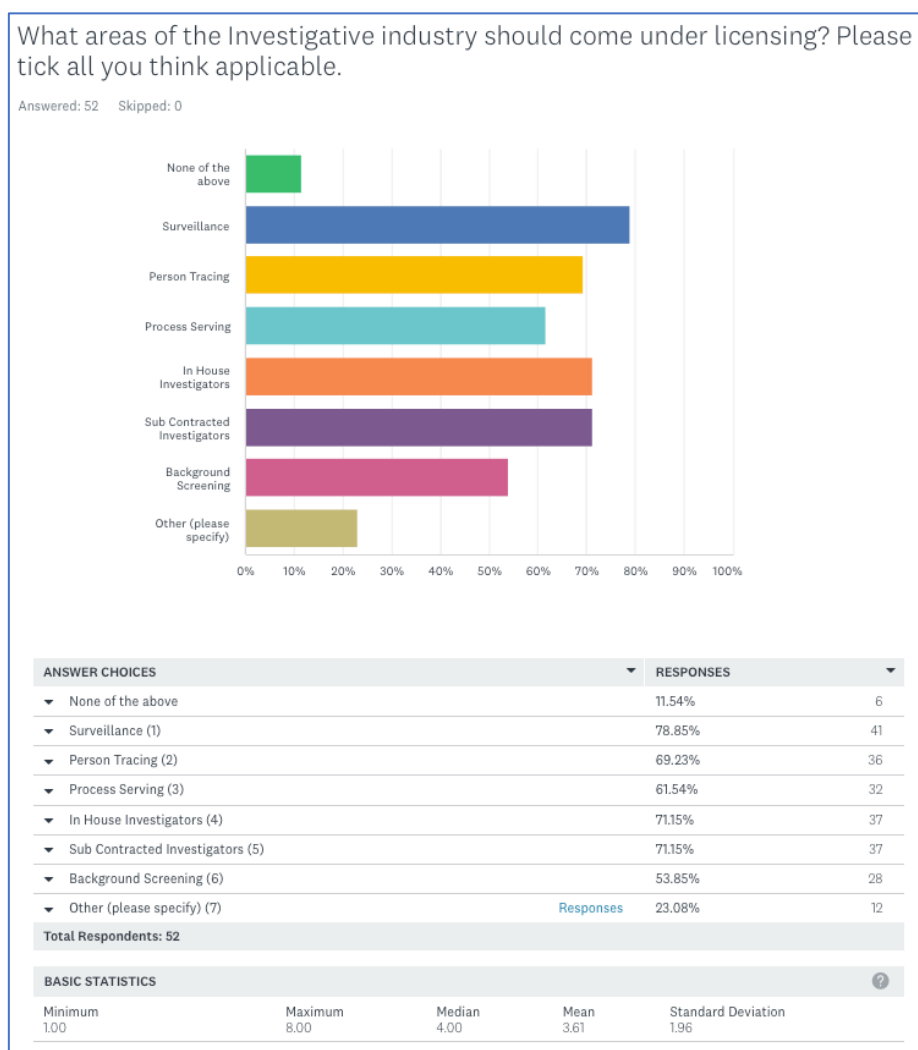 What areas of the Investigative industry should come under licensing? Please
tick all you think applicable.
Answered: 52 Skipped: 0
None of the
above
Surveillance
Person Tracing
Process Serving
In House
Investigators
Sub Contracted
Investigators
Background
Screening
Other (please
specify)
0% 10% 20% 30% 40% 50% 60% 70% 80% 90% 100%
ANSWER CHOICES RESPONSES
None of the above 11.54% 6
Surveillance (1) 78.85% 41
Person Tracing (2) 69.23% 36
Process Serving (3) 61.54% 32
In House Investigators (4) 71.15% 37
Sub Contracted Investigators (5) 71.15% 37
Background Screening (6) 53.85% 28
Other (please specify) (7) Responses 23.08% 12
Total Respondents: 52
BASIC STATISTICS ?
Minimum Maximum Median Mean Standard Deviation
1.00 8.00 4.00 3.61 1.96